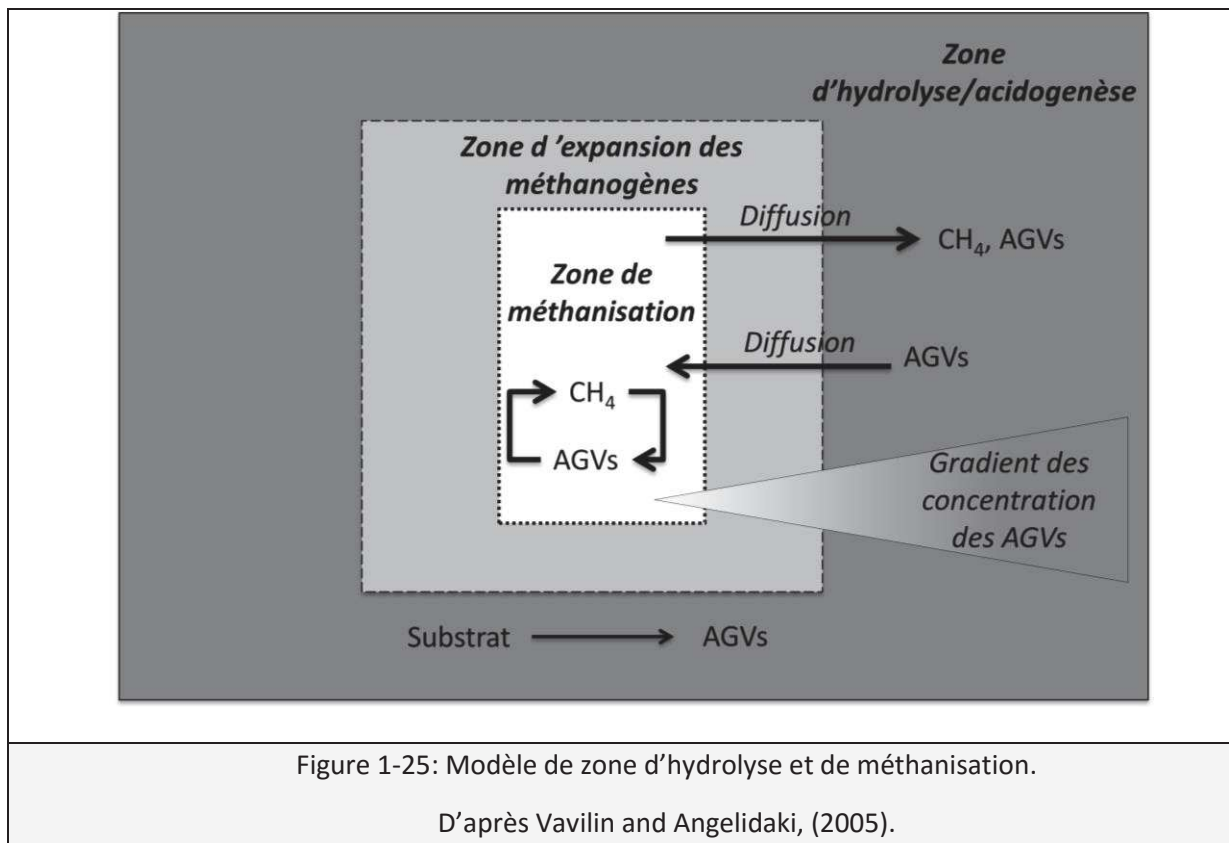 Zone
d'hydrolyse/acidogenèse
Zone d ’expansion des
méthanogènes
Diffusion
CH₄, AGVs
Zone de
méthanisation
Diffusion
AGVs
CH₄
AGVs
Gradient des
concentration
des AGVs
Substrat
AGVs
Figure 1-25: Modèle de zone d’hydrolyse et de méthanisation.
D’après Vavilin and Angelidaki, (2005).